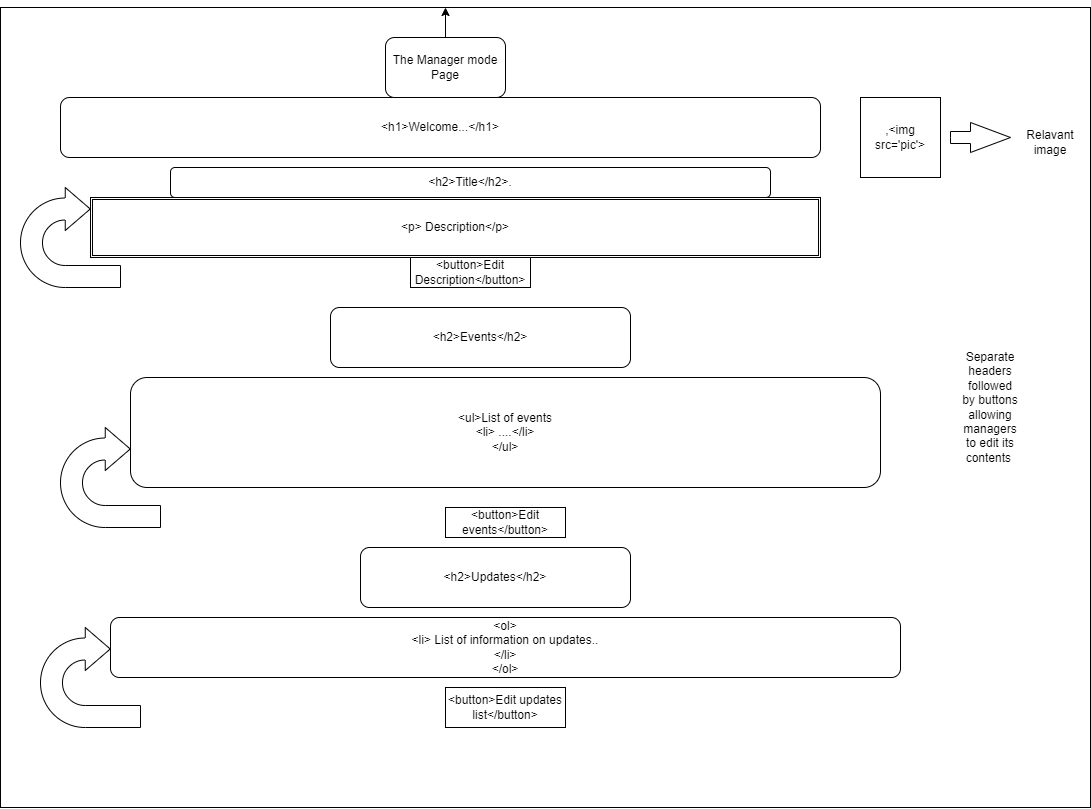 The Manager mode
Page
<h1>Welcome...</h1>
,<img
src='pic'>
Relavant
image
<h2>Title</h2>.
<p> Description</p>
<button>Edit
Description</button>
<h2>Events</h2>
Separate
headers
followed
by buttons
allowing
managers
to edit its
contents
<ul>List of events
<li> ....</li>
</ul>
<button>Edit
events</button>
<h2>Updates</h2>
<ol>
<li> List of information on updates..
</li>
</ol>
<button>Edit updates
list</button>